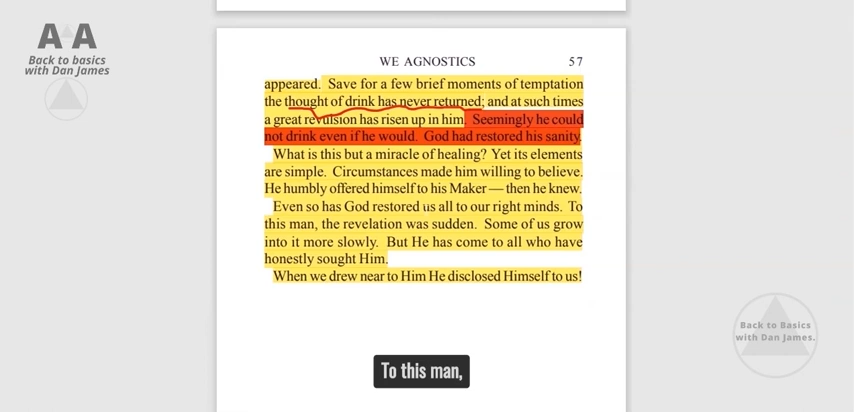 AA
Back to basics
with Dan James
WE AGNOSTICS 57
appeared. Save for a few brief moments of temptation
the thought of drink has never returned; and at such times
a great revulsion has risen up in him. Seemingly he could
not drink even if he would. God had restored his sanity.
What is this but a miracle of healing? Yet its elements
are simple. Circumstances made him willing to believe.
He humbly offered himself to his Maker — then he knew.
Even so has God restored us all to our right minds. To
this man, the revelation was sudden. Some of us grow
into it more slowly. But He has come to all who have
honestly sought Him.
When we drew near to Him He disclosed Himself to us!
Back to Basics
with Dan James.
To this man,